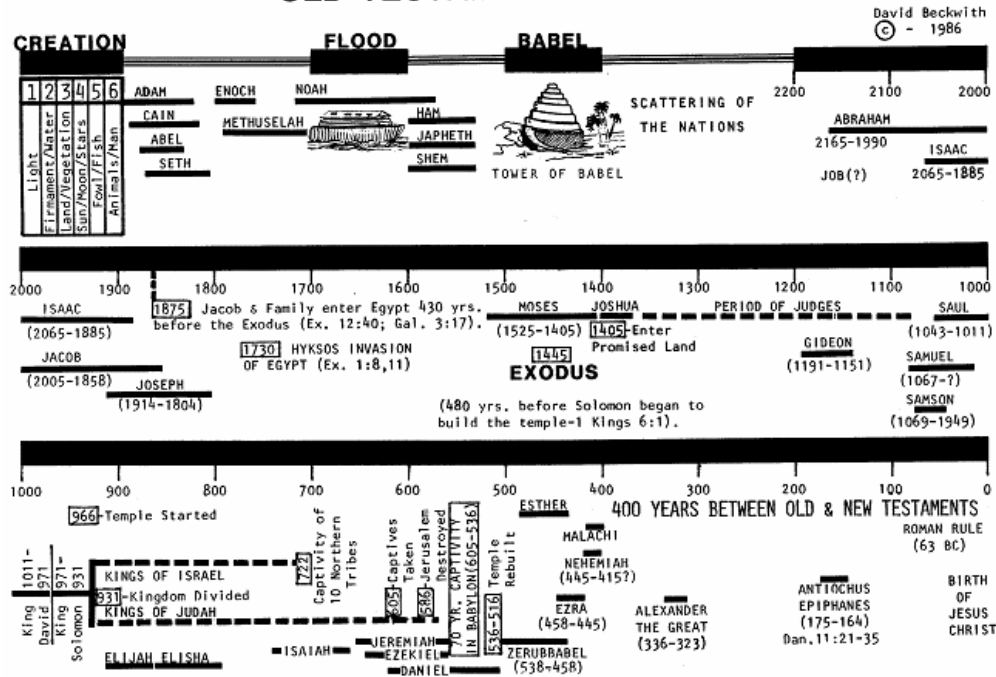 David Beckwith
© - 1986
CREATION
FLOOD
BABEL
1 2 3 4 5 6
Light
Firmament/Water
Land/Vegetation
Sun/Moon/Stars
Fowl/Fish
Animals/Man
ADAM
CAIN
ABEL
SETH
ENOCH
METHUSELAH
NOAH
HAM
JAPHETH
SHEM
TOWER OF BABEL
SCATTERING OF
THE NATIONS
2200 2100 2000
ABRAHAM
2165-1990
JOB(?)
ISAAC
2065-1885
2000 1900 1800 1700 1600 1500 1400 1300 1200 1100 1000
ISAAC
(2065-1885)
JACOB
(2005-1858)
JOSEPH
(1914-1804)
1875 Jacob & Family enter Egypt 430 yrs.
before the Exodus (Ex. 12:40; Gal. 3:17).
1730 HYKSOS INVASION
OF EGYPT (Ex. 1:8,11)
MOSES
(1525-1405)
JOSHUA
1405-Enter
Promised Land
1445
EXODUS
(480 yrs. before Solomon began to
build the temple-1 Kings 6:1).
PERIOD OF JUDGES
GIDEON
(1191-1151)
SAUL
(1043-1011)
SAMUEL
(1067-?)
SAMSON
(1069-1949)
1000 900 800 700 600 500 400 300 200 100 0
966-Temple Started
King David
1011-971
King Solomon
971-931
KINGS OF ISRAEL
931-Kingdom Divided
KINGS OF JUDAH
ELIJAH ELISHA
722
Captivity of
10 Northern
Tribes
ISAIAH
605-Captives
Taken
586-Jerusalem
Destroyed
JEREMIAH
EZEKIEL
DANIEL
70 YR. CAPTIVITY
IN BABYLON(605-536)
536-516 Temple
Rebuilt
ESTHER
MALACHI
NEHEMIAH
(445-415?)
EZRA
(458-445)
ZERUBBABEL
(538-458)
400 YEARS BETWEEN OLD & NEW TESTAMENTS
ALEXANDER
THE GREAT
(336-323)
ANTIOCHUS
EPIPHANES
(175-164)
Dan.11:21-35
ROMAN RULE
(63 BC)
BIRTH
OF
JESUS
CHRIST